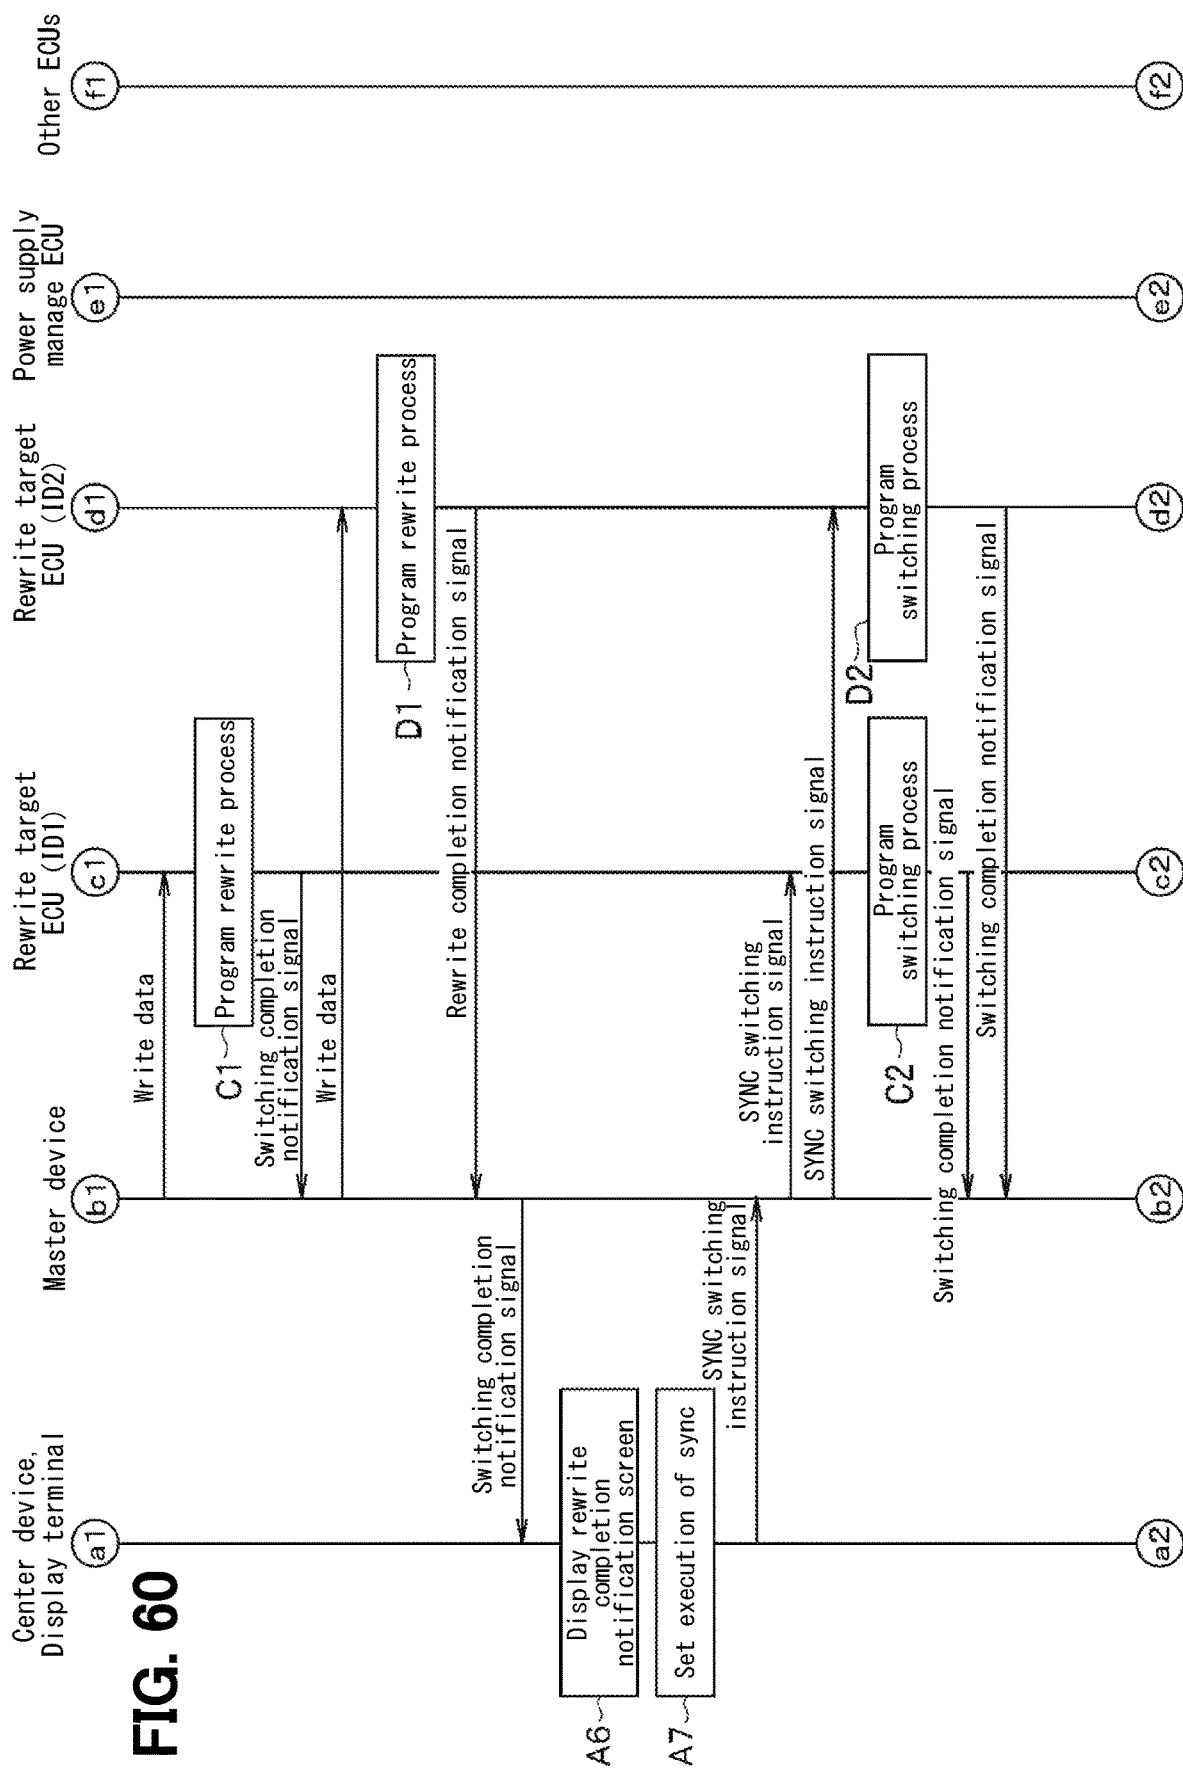 FIG. 60
Center device,
Display terminal
Master device
Rewrite target
ECU (ID1)
Rewrite target
ECU (ID2)
Power supply
manage ECU
Other ECUs
a1
b1
c1
d1
e1
f1
Write data
C1
Program rewrite process
Switching completion
notification signal
Write data
D1
Program rewrite process
Rewrite completion notification signal
Switching completion
notification signal
A6
Display rewrite
completion
notification screen
A7
Set execution of sync
SYNC switching
instruction signal
SYNC switching
instruction signal
SYNC switching instruction signal
C2
Program
switching process
D2
Program
switching process
Switching completion notification signal
Switching completion notification signal
a2
b2
c2
d2
e2
f2